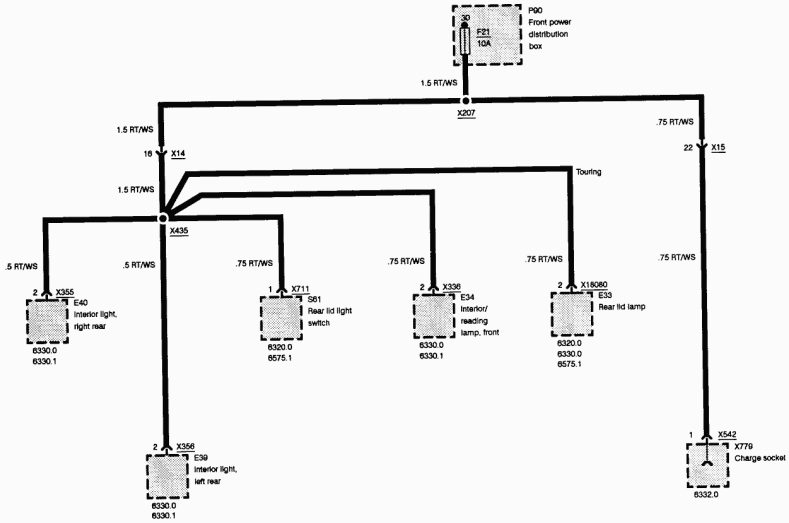 P90
Front power
distribution
box
30
F21
10A
1.5 RT/WS
X207
1.5 RT/WS
.75 RT/WS
16 X14
22 X15
Touring
1.5 RT/WS
X435
.5 RT/WS
.5 RT/WS
.75 RT/WS
.75 RT/WS
.75 RT/WS
.75 RT/WS
2 X355
E40
Interior light,
right rear
6330.0
6330.1
1 X711
S61
Rear lid light
switch
6320.0
6575.1
2 X336
E34
Interior/
reading
lamp, front
6330.0
6330.1
2 X18080
E33
Rear lid lamp
6320.0
6330.0
6575.1
2 X356
E39
Interior light,
left rear
6330.0
6330.1
1 X542
X779
Charge socket
6332.0